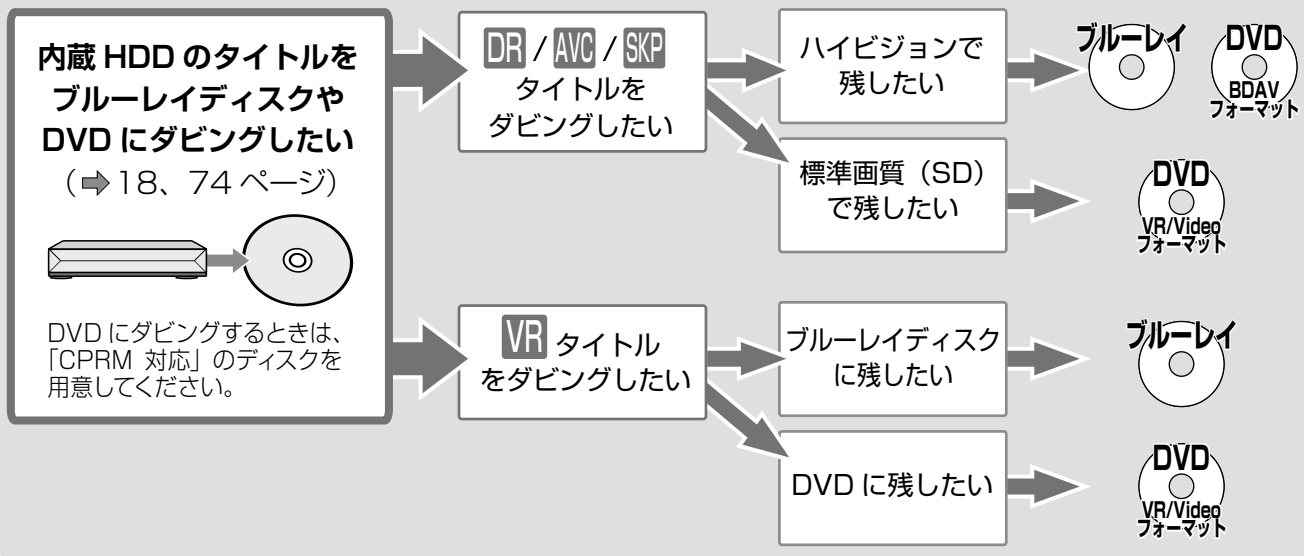 内蔵 HDD のタイトルを
ブルーレイディスクや
DVD にダビングしたい
（➡18、74 ページ）
DVD にダビングするときは、
「CPRM 対応」のディスクを
用意してください。
DR / AVC / SKP
タイトルを
ダビングしたい
ハイビジョンで
残したい
ブルーレイ
DVD
BDAV
フォーマット
標準画質（SD）
で残したい
DVD
VR/Video
フォーマット
VR タイトル
をダビングしたい
ブルーレイディスク
に残したい
ブルーレイ
DVD に残したい
DVD
VR/Video
フォーマット